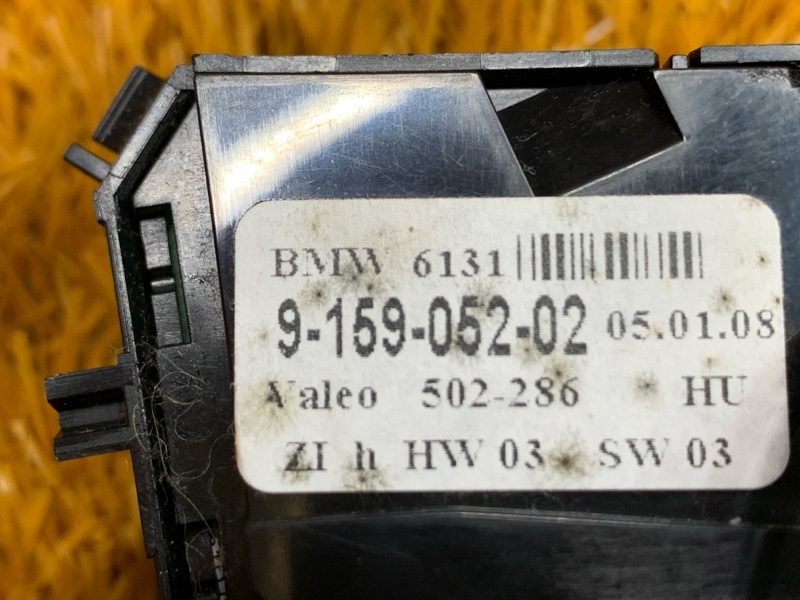 BMW 6131
9-159-052-02 05.01.08
Valeo 502-286 HU
ZI h HW 03 SW 03